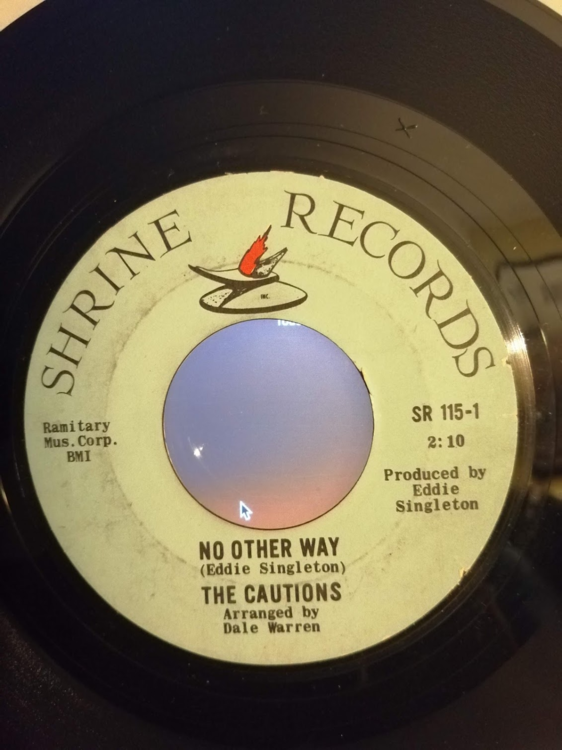 SHRINE RECORDS
INC.
Ramitary
Mus.Corp.
BMI
SR 115-1
2:10
Produced by
Eddie
Singleton
NO OTHER WAY
(Eddie Singleton)
THE CAUTIONS
Arranged by
Dale Warren